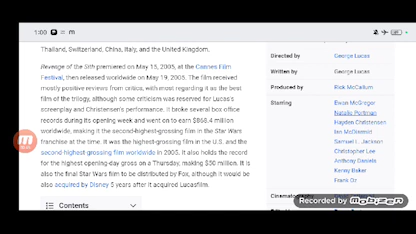 1:00
Thailand, Switzerland, China, Italy, and the United Kingdom.
Revenge of the Sith premiered on May 15, 2005, at the Cannes Film
Festival, then released worldwide on May 19, 2005. The film received
mostly positive reviews from critics, with most regarding it as the best
film of the trilogy, although some criticism was reserved for Lucas's
screenplay and Christensen's performance. It broke several box office
records during its opening week and went on to earn $868.4 million
worldwide, making it the second-highest-grossing film in the Star Wars
franchise at the time. It was the highest-grossing film in the U.S. and the
second-highest-grossing film worldwide in 2005. It also holds the record
for the highest opening-day gross on a Thursday, making $50 million. It is
also the final Star Wars film to be distributed by Fox, although it would be
also acquired by Disney 5 years after it acquired Lucasfilm.
Contents
Directed by George Lucas
Written by George Lucas
Produced by Rick McCallum
Starring Ewan McGregor
Natalie Portman
Hayden Christensen
Ian McDiarmid
Samuel L. Jackson
Christopher Lee
Anthony Daniels
Kenny Baker
Frank Oz
Cinematography
Recorded by mobizen